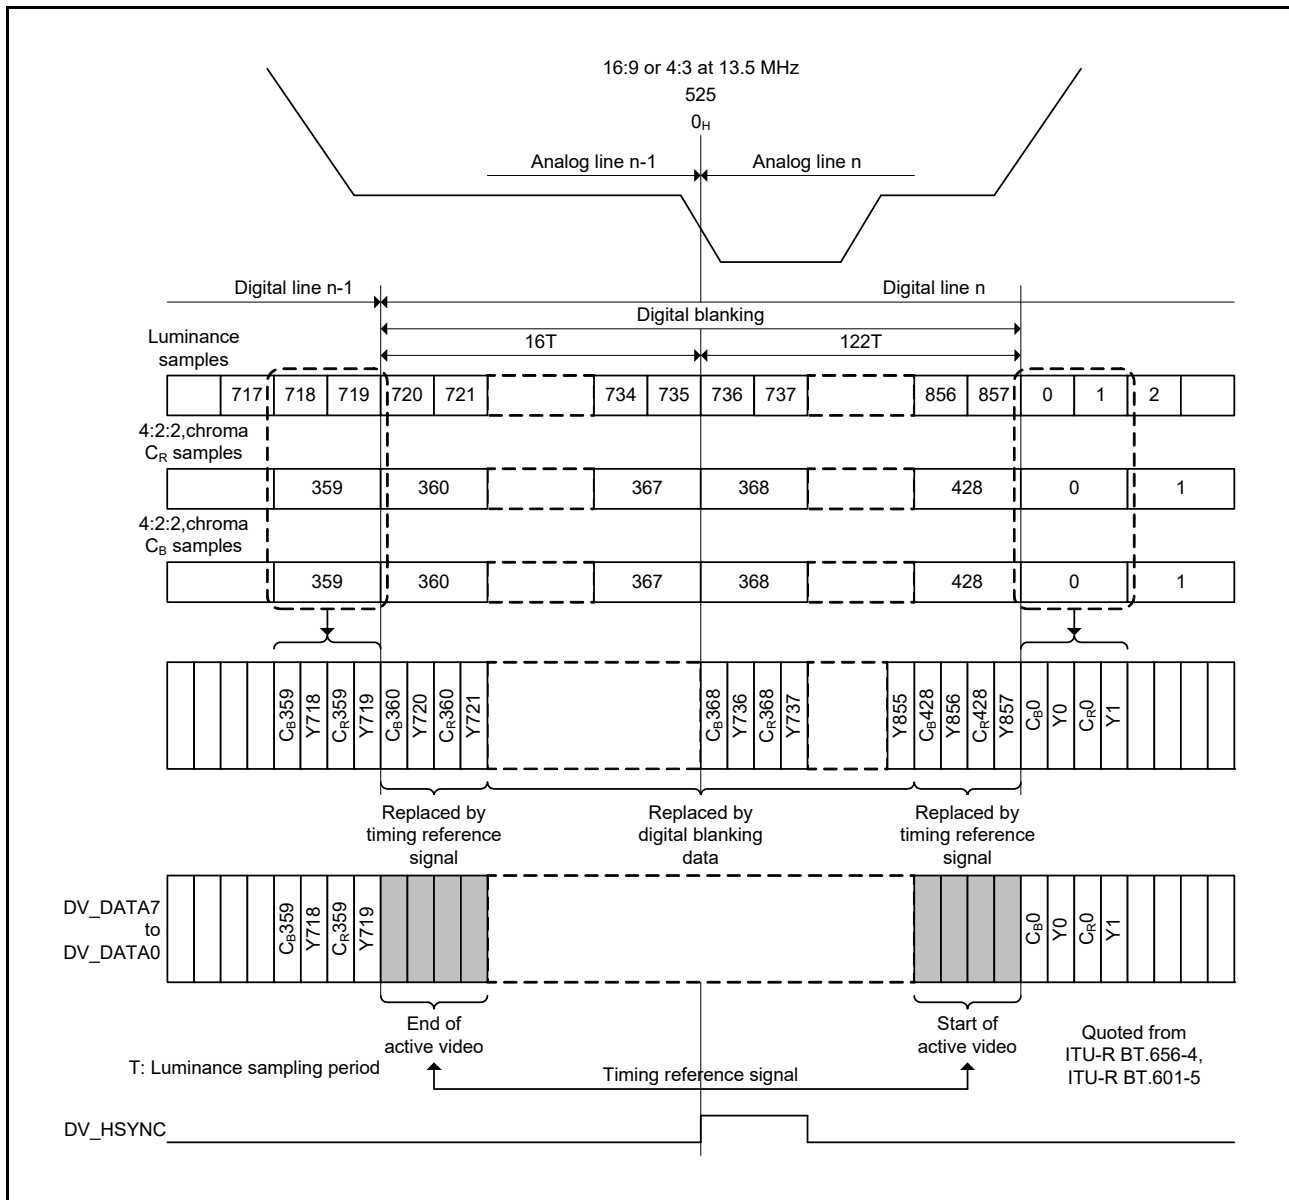 16:9 or 4:3 at 13.5 MHz
525
0H
Analog line n-1
Analog line n
Digital line n-1
Digital line n
Digital blanking
Luminance
samples
16T
122T
717 718 719 720 721 734 735 736 737 856 857 0 1 2
4:2:2,chroma
CR samples
359 360 367 368 428 0 1
4:2:2,chroma
CB samples
359 360 367 368 428 0 1
CB359 Y718 CR359 Y719 CB360 Y720 CR360 Y721 CB368 Y736 CR368 Y737 Y855 CB428 Y856 CR428 Y857 CB0 Y0 CR0 Y1
Replaced by
timing reference
signal
Replaced by
digital blanking
data
Replaced by
timing reference
signal
DV_DATA7
to
DV_DATA0
CB359 Y718 CR359 Y719 CB0 Y0 CR0 Y1
End of
active video
Start of
active video
Quoted from
ITU-R BT.656-4,
ITU-R BT.601-5
T: Luminance sampling period
Timing reference signal
DV_HSYNC